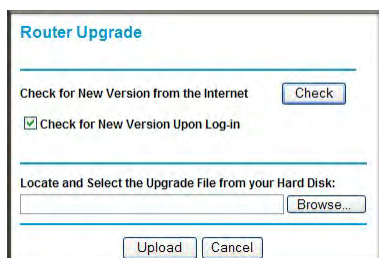 Router Upgrade
Check for New Version from the Internet Check
Check for New Version Upon Log-in
Locate and Select the Upgrade File from your Hard Disk:
Browse...
Upload Cancel